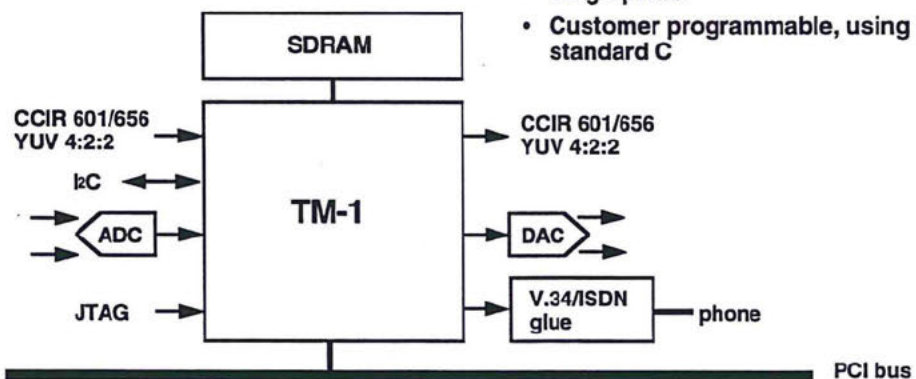 • Customer programmable, using
standard C
SDRAM
CCIR 601/656
YUV 4:2:2
I2C
ADC
JTAG
TM-1
CCIR 601/656
YUV 4:2:2
DAC
V.34/ISDN
glue
phone
PCI bus